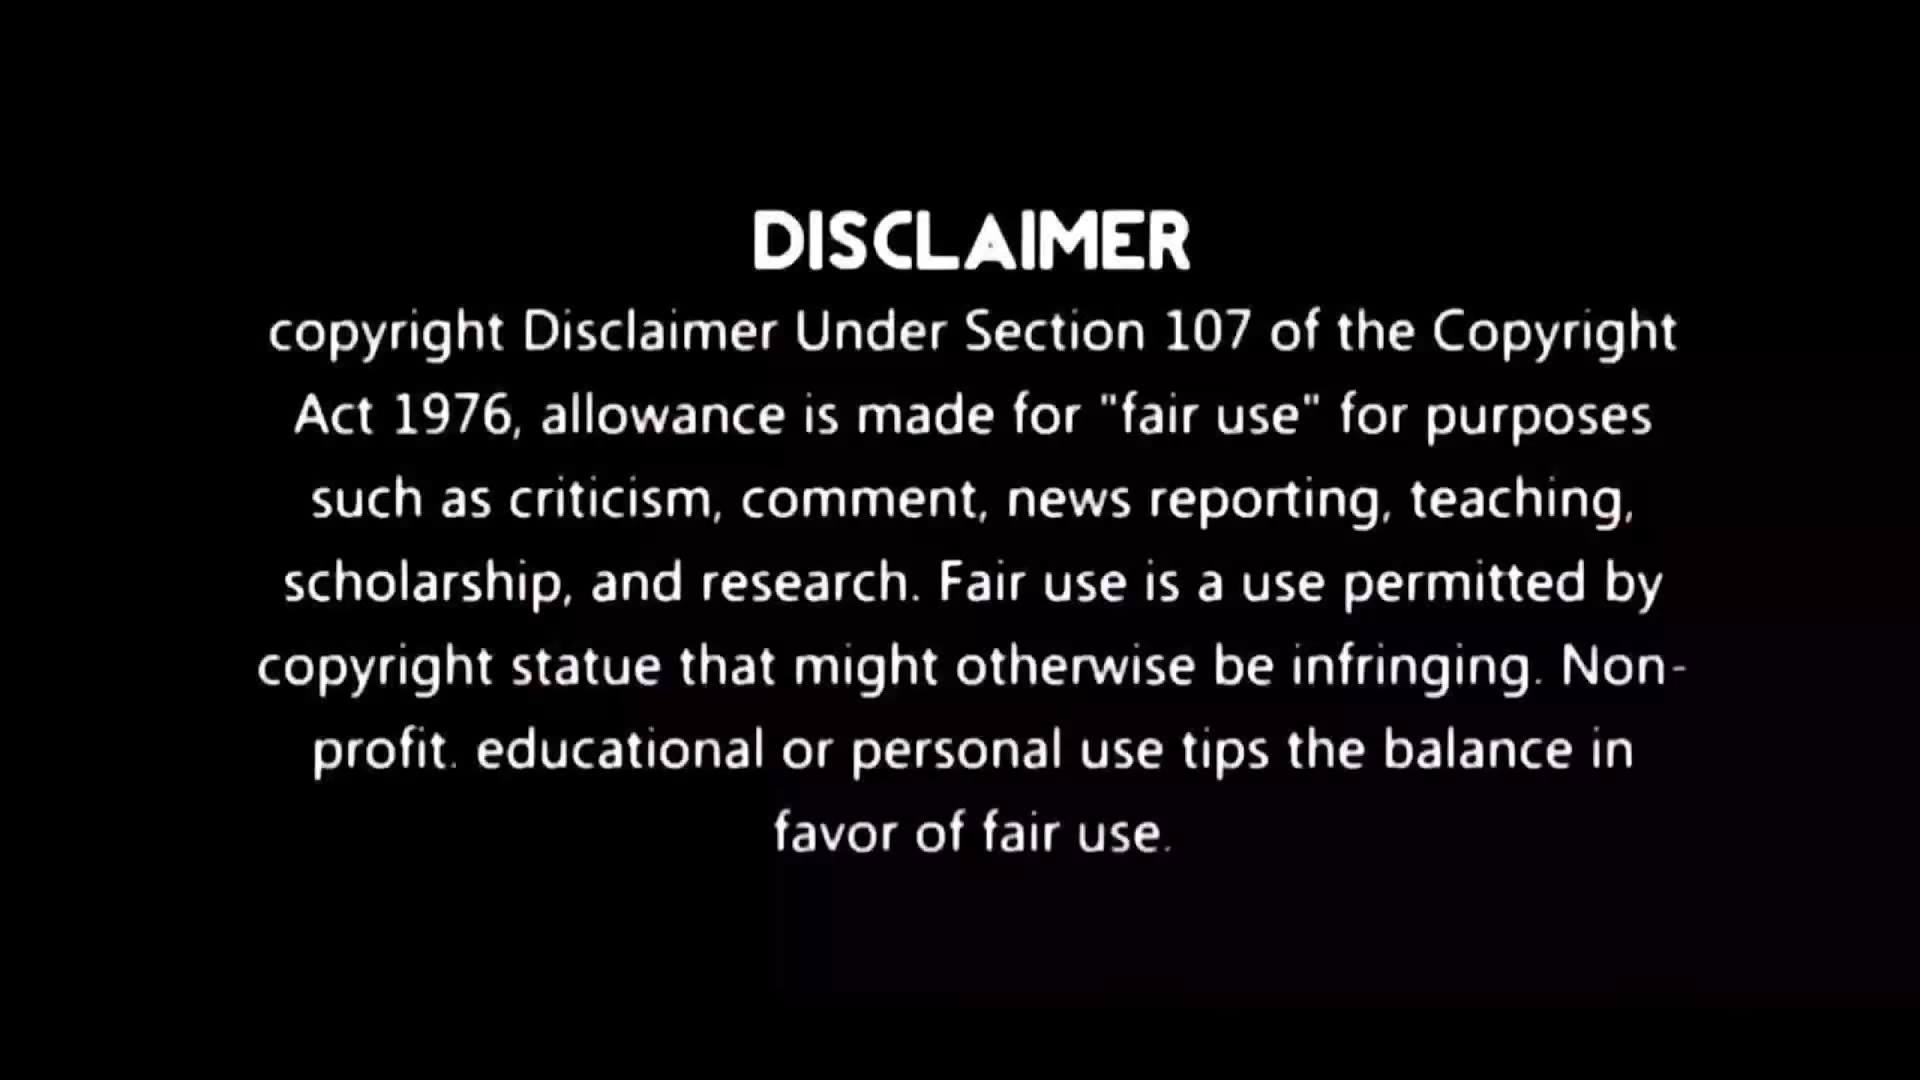 DISCLAIMER
copyright Disclaimer Under Section 107 of the Copyright
Act 1976, allowance is made for "fair use" for purposes
such as criticism, comment, news reporting, teaching,
scholarship, and research. Fair use is a use permitted by
copyright statue that might otherwise be infringing. Non-
profit. educational or personal use tips the balance in
favor of fair use.